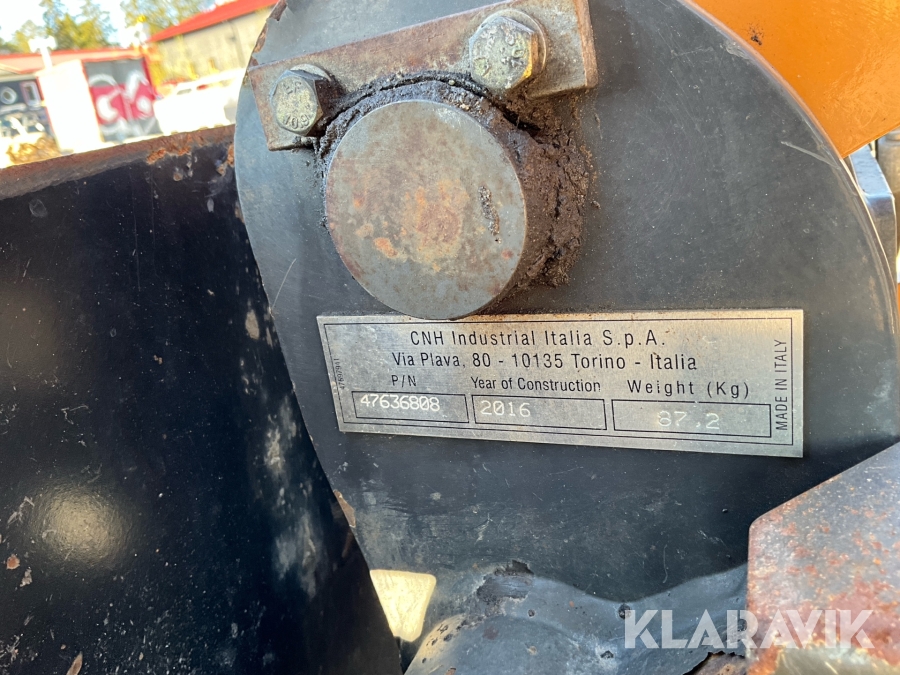 CNH Industrial Italia S.p.A.
Via Plava, 80 - 10135 Torino - Italia
P/N Year of Construction Weight (Kg)
47636808 2016 87.2
MADE IN ITALY
KLARAVIK